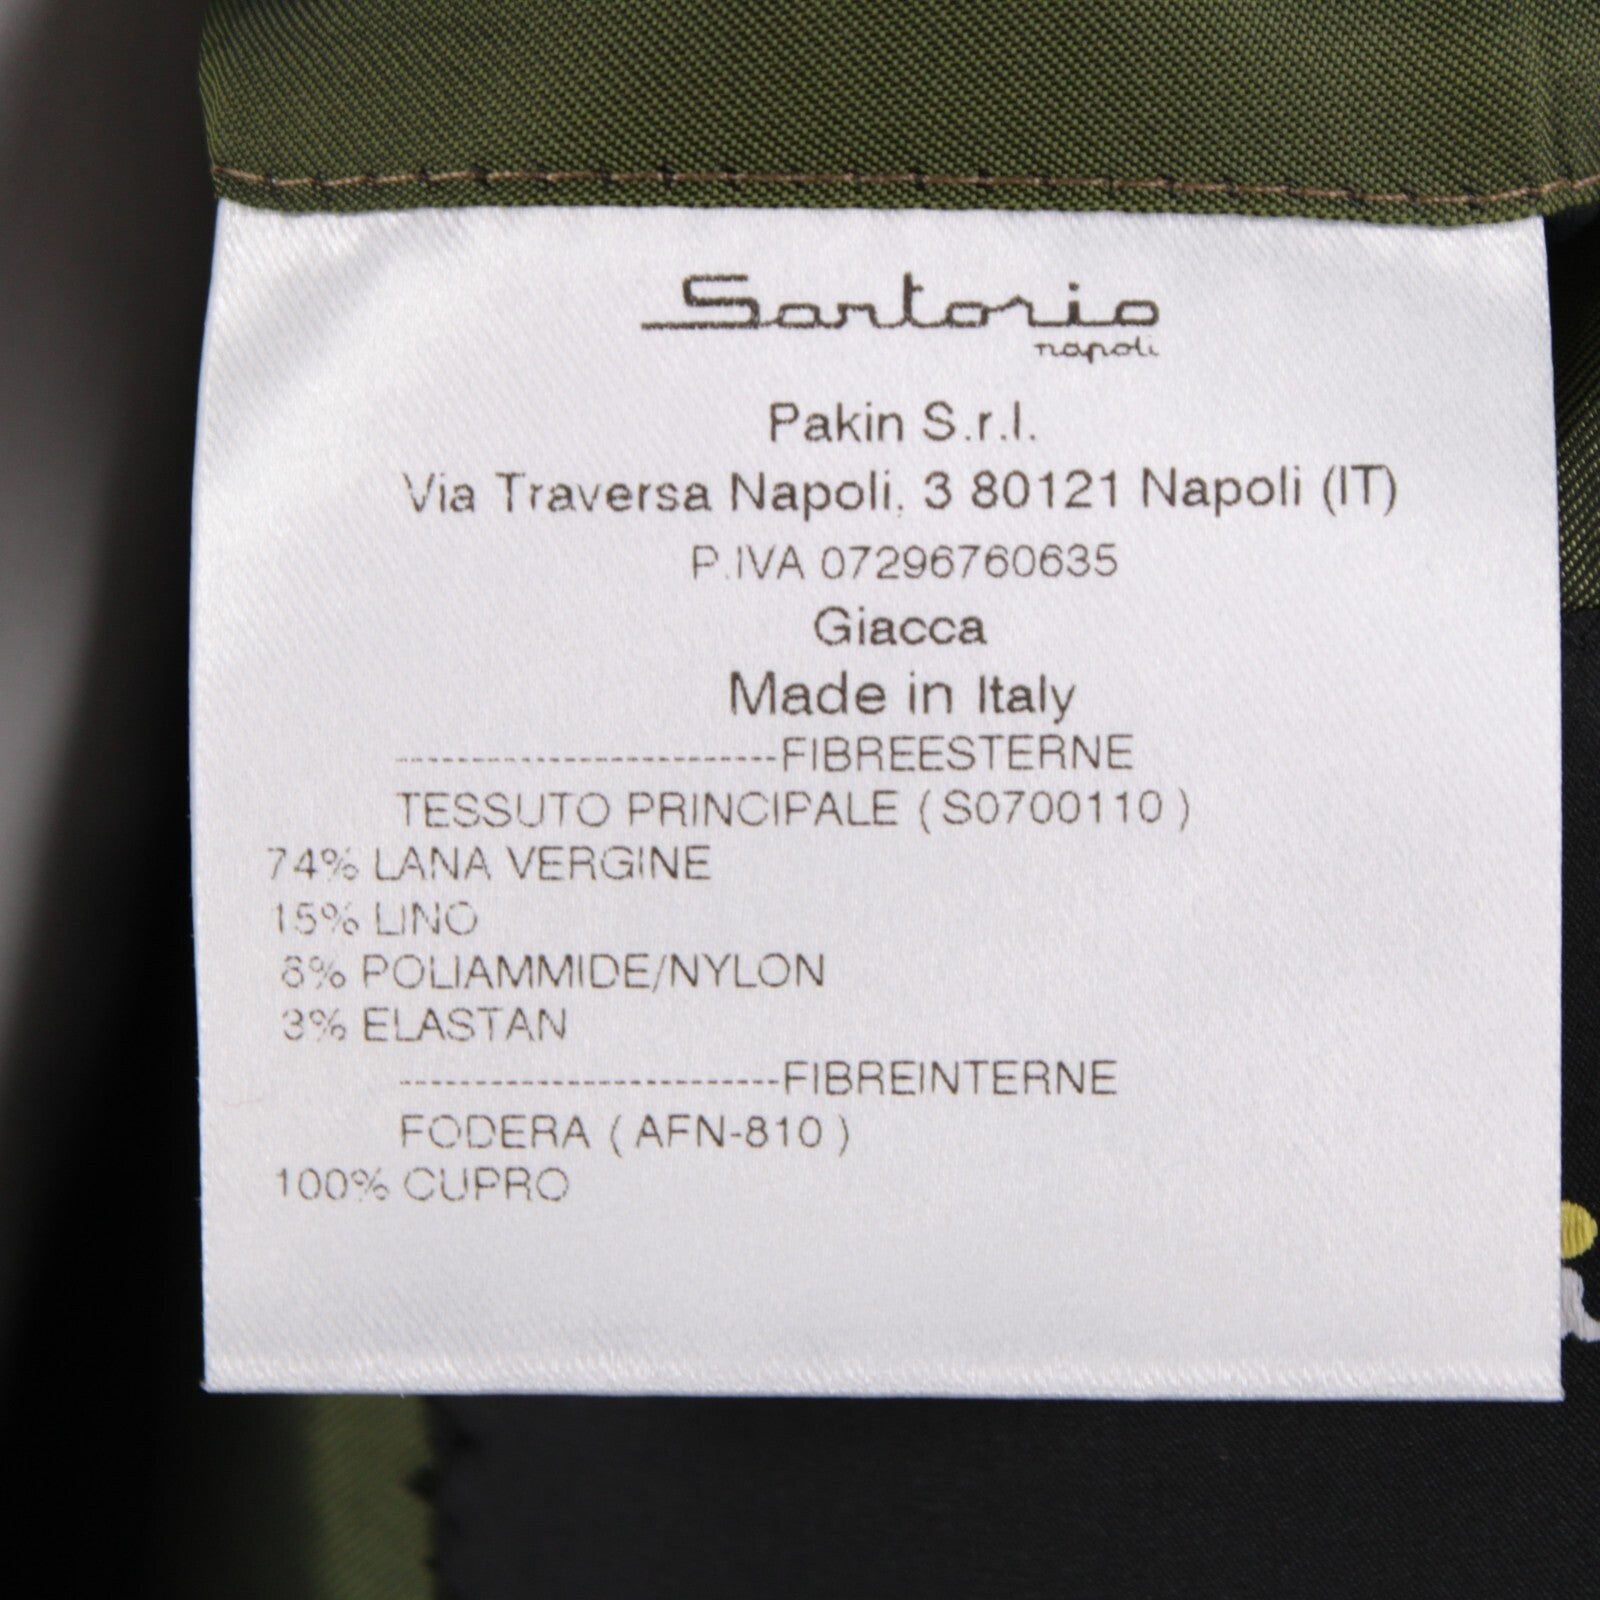 Sartorio
napoli
Pakin S.r.l.
Via Traversa Napoli, 3 80121 Napoli (IT)
P.IVA 07296760635
Giacca
Made in Italy
-------------------------FIBREESTERNE
TESSUTO PRINCIPALE ( S0700110 )
74% LANA VERGINE
15% LINO
8% POLIAMMIDE/NYLON
3% ELASTAN
-------------------------FIBREINTERNE
FODERA ( AFN-810 )
100% CUPRO